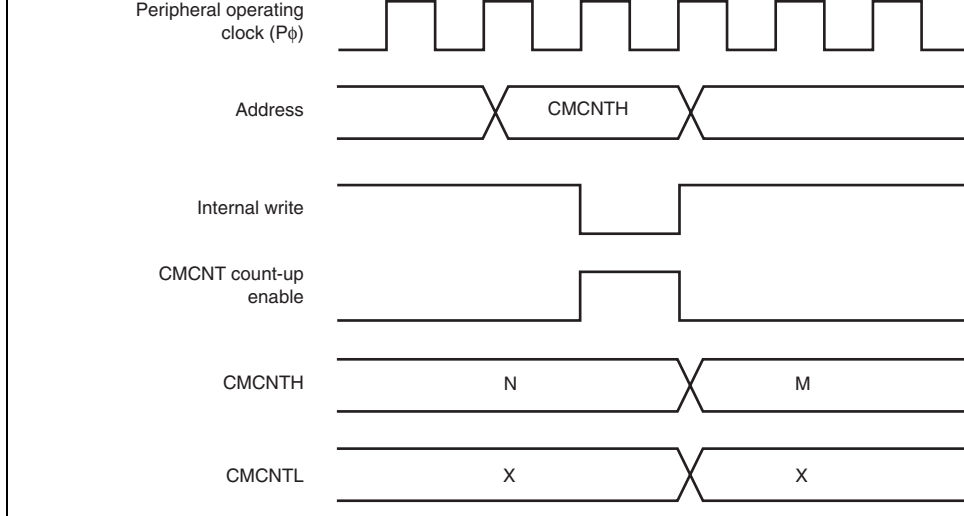 Peripheral operating
clock (Pϕ)
Address
CMCNTH
Internal write
CMCNT count-up
enable
CMCNTH
N
M
CMCNTL
X
X